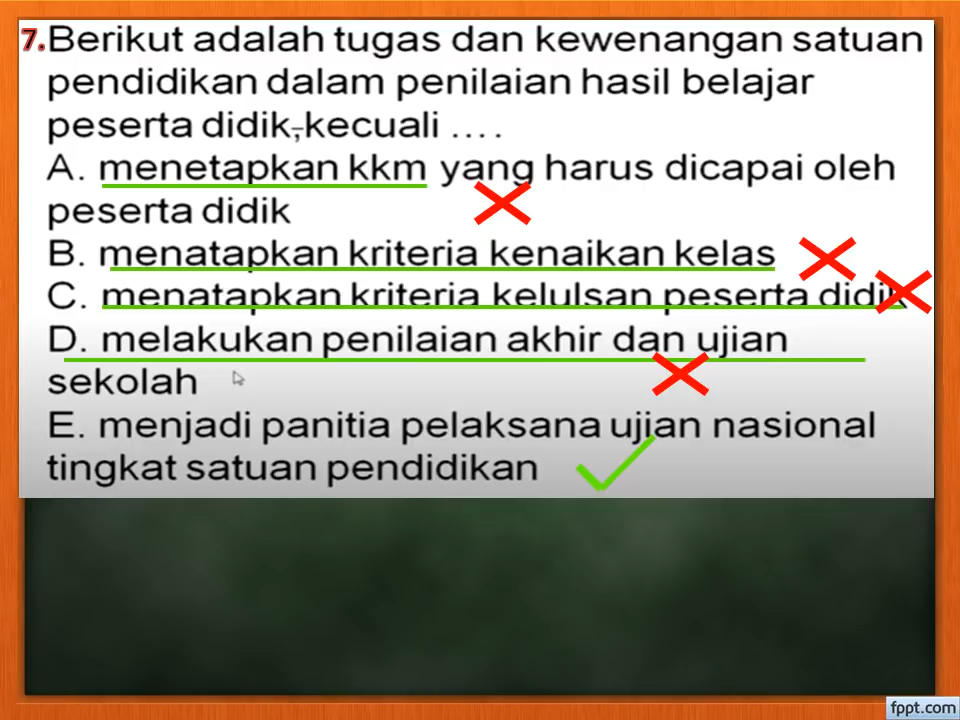 7. Berikut adalah tugas dan kewenangan satuan
pendidikan dalam penilaian hasil belajar
peserta didik, kecuali ....
A. menetapkan kkm yang harus dicapai oleh
peserta didik
B. menatapkan kriteria kenaikan kelas
C. menatapkan kriteria kelulsan peserta didik
D. melakukan penilaian akhir dan ujian
sekolah
E. menjadi panitia pelaksana ujian nasional
tingkat satuan pendidikan
fppt.com